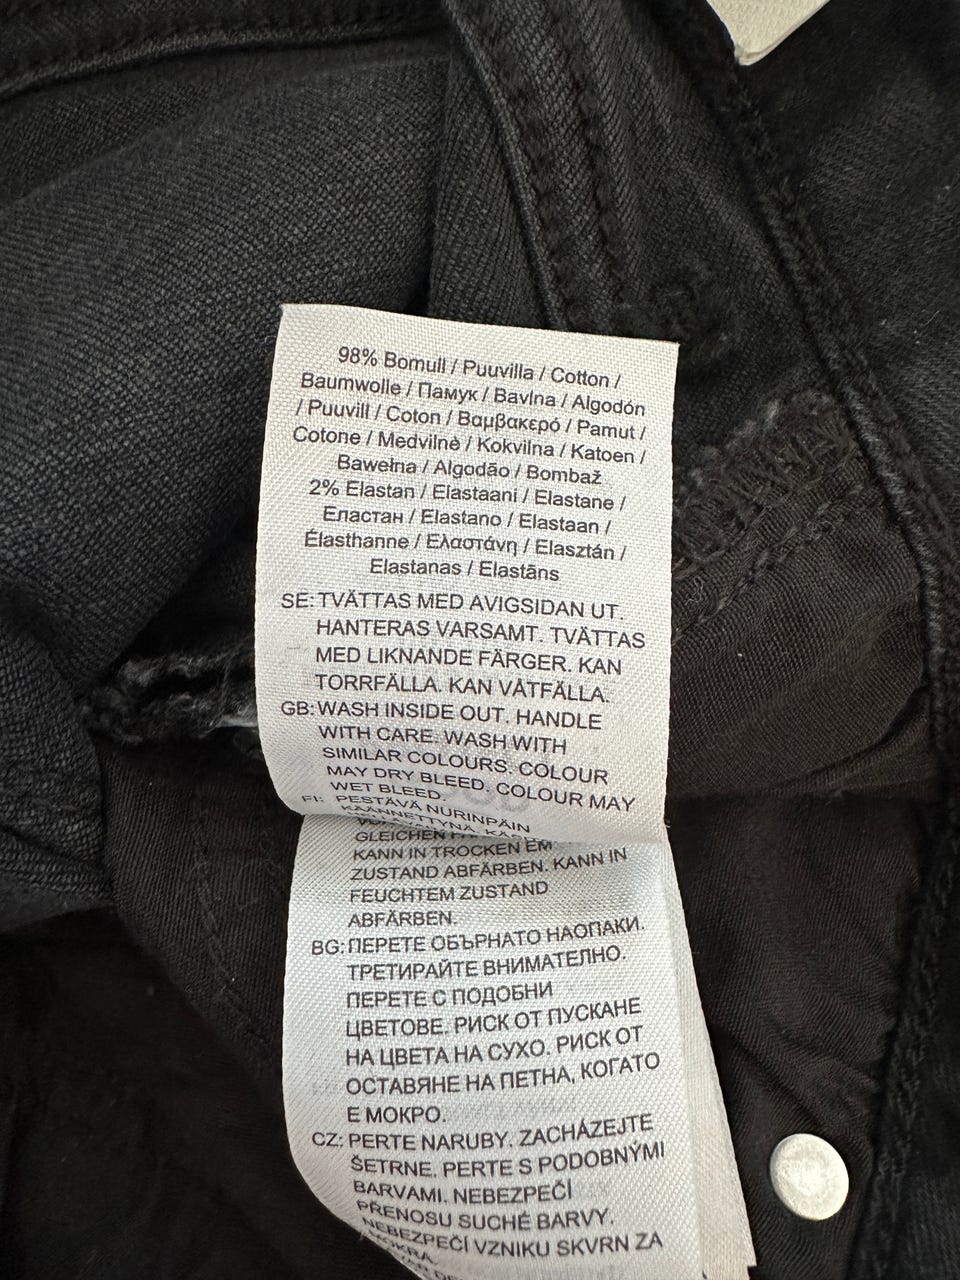 98% Bomull / Puuvilla / Cotton /
Baumwolle / Памук / Bavlna / Algodón
/ Puuvill / Coton / Βαμβακερό / Pamut /
Cotone / Medvilnė / Kokvilna / Katoen /
Bawełna / Algodão / Bombaž
2% Elastan / Elastaani / Elastane /
Еластан / Elastano / Elastaan /
Élasthanne / Ελαστάνη / Elasztán /
Elastanas / Elastāns
SE: TVÄTTAS MED AVIGSIDAN UT.
HANTERAS VARSAMT. TVÄTTAS
MED LIKNANDE FÄRGER. KAN
TORRFÄLLA. KAN VÅTFÄLLA.
GB: WASH INSIDE OUT. HANDLE
WITH CARE. WASH WITH
SIMILAR COLOURS. COLOUR
MAY DRY BLEED. COLOUR MAY
WET BLEED.
FI: PESTÄVÄ NURINPÄIN
KÄÄNNETTYNÄ.
GLEICHEN
KANN IN TROCKEN EM
ZUSTAND ABFÄRBEN. KANN IN
FEUCHTEM ZUSTAND
ABFÄRBEN.
BG: ПЕРЕТЕ ОБЪРНАТО НАОПАКИ.
ТРЕТИРАЙТЕ ВНИМАТЕЛНО.
ПЕРЕТЕ С ПОДОБНИ
ЦВЕТОВЕ. РИСК ОТ ПУСКАНЕ
НА ЦВЕТА НА СУХО. РИСК ОТ
ОСТАВЯНЕ НА ПЕТНА, КОГАТО
Е МОКРО.
CZ: PERTE NARUBY. ZACHÁZEJTE
ŠETRNE. PERTE S PODOBNÝMI
BARVAMI. NEBEZPEČÍ
PŘENOSU SUCHÉ BARVY.
NEBEZPEČÍ VZNIKU SKVRN ZA
MOKRA.